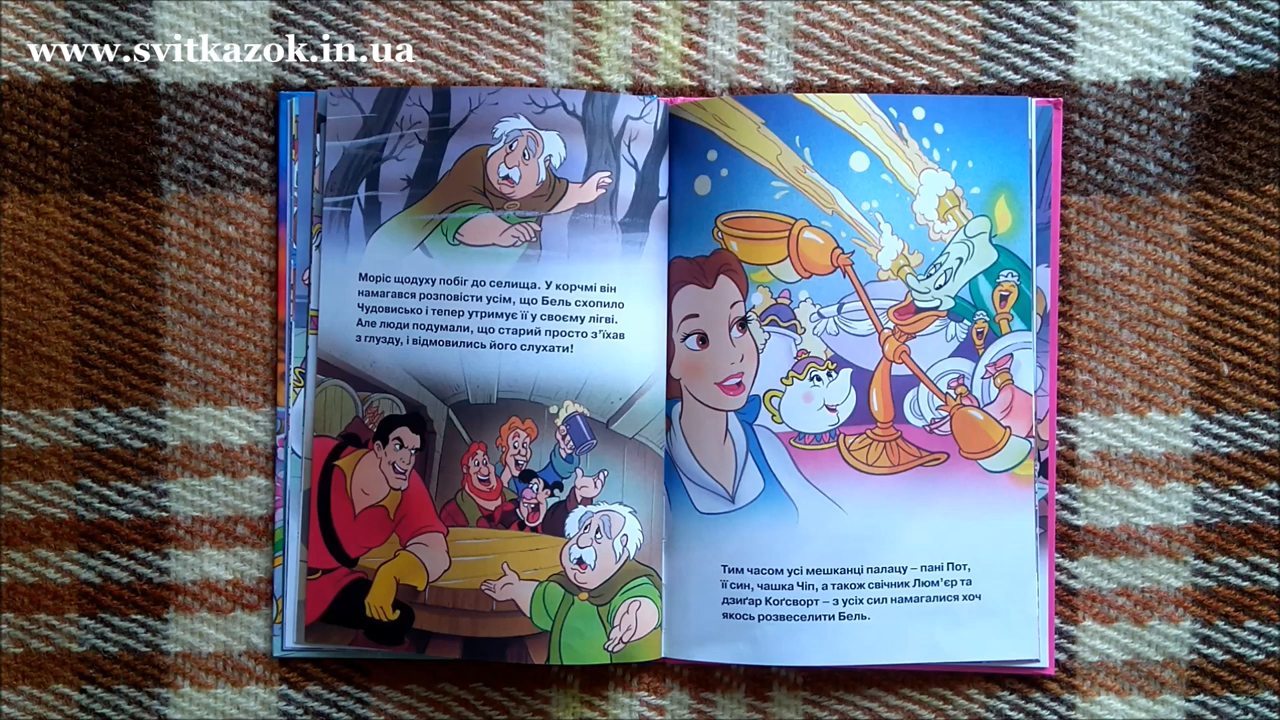 www.svitkazok.in.ua
Моріс щодуху побіг до селища. У корчмі він
намагався розповісти усім, що Бель схопило
Чудовисько і тепер утримує її у своєму лігві.
Але люди подумали, що старий просто з’їхав
з глузду, і відмовились його слухати!
Тим часом усі мешканці палацу – пані Пот,
її син, чашка Чіп, а також свічник Люм’єр та
дзиґар Коґсворт – з усіх сил намагалися хоч
якось розвеселити Бель.